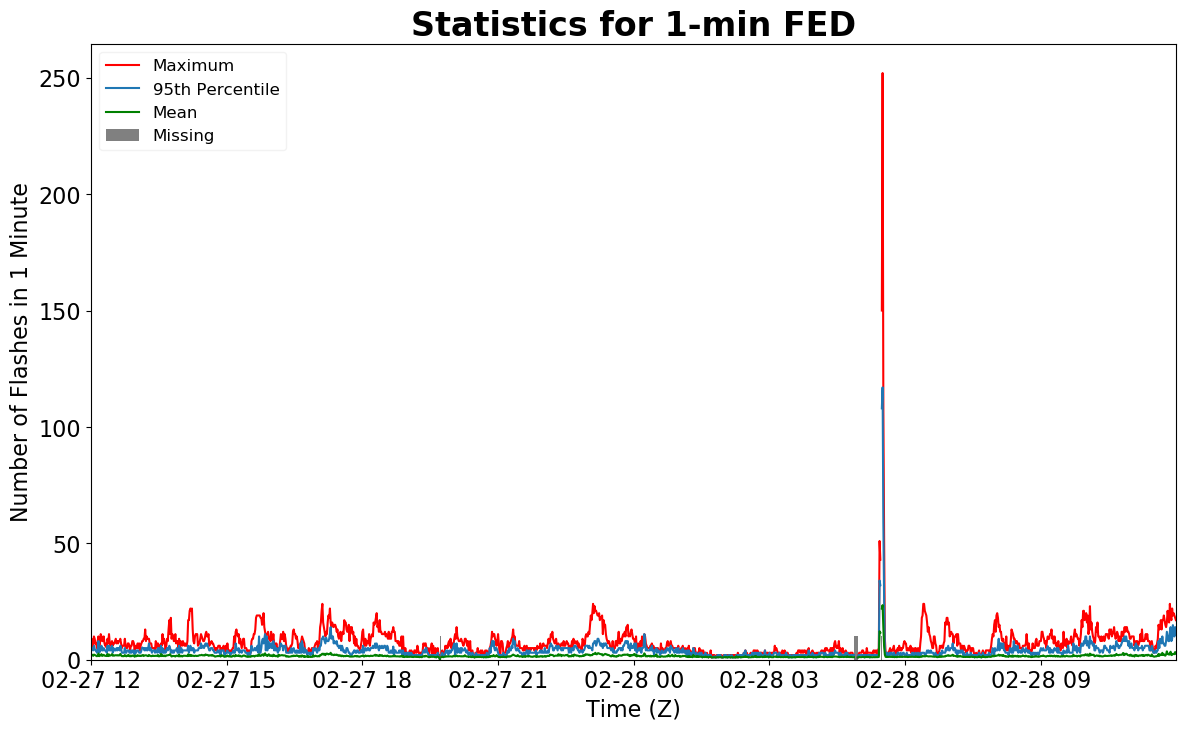 Statistics for 1-min FED
Maximum
95th Percentile
Mean
Missing
Number of Flashes in 1 Minute
250
200
150
100
50
0
02-27 12
02-27 15
02-27 18
02-27 21
02-28 00
02-28 03
02-28 06
02-28 09
Time (Z)